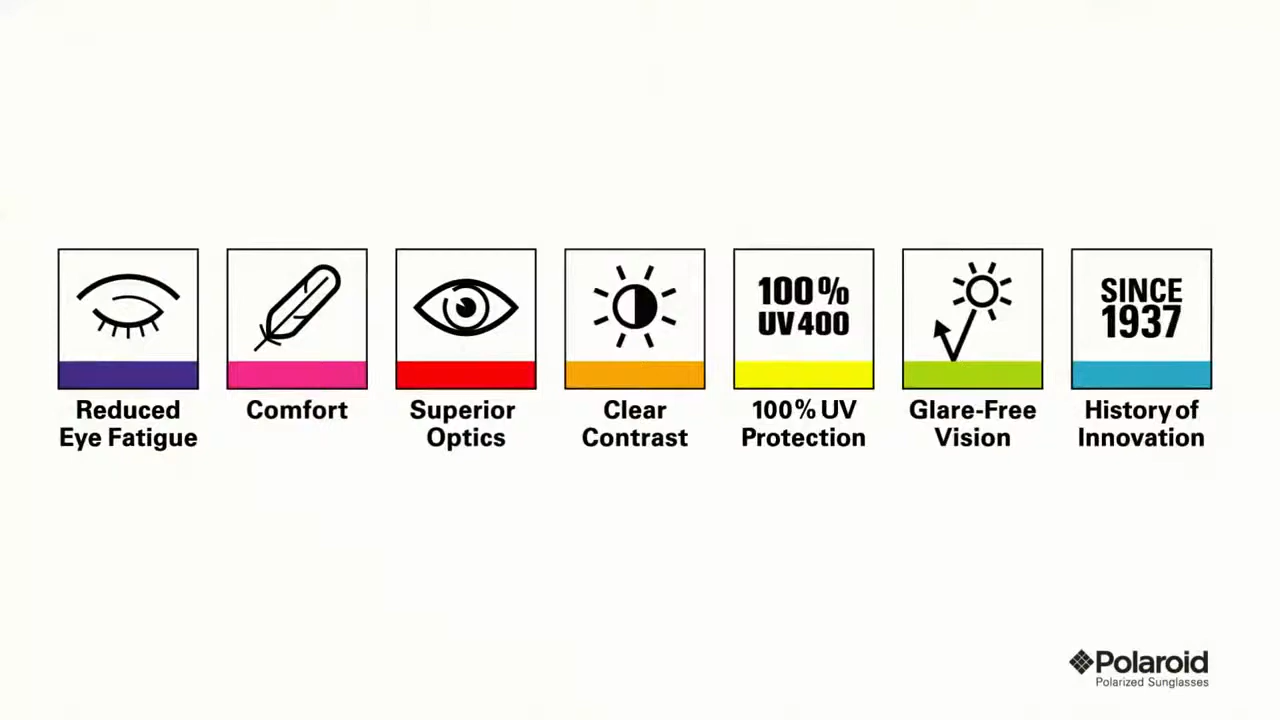 100% UV400
SINCE 1937
Reduced Eye Fatigue
Comfort
Superior Optics
Clear Contrast
100% UV Protection
Glare-Free Vision
History of Innovation
Polaroid
Polarized Sunglasses